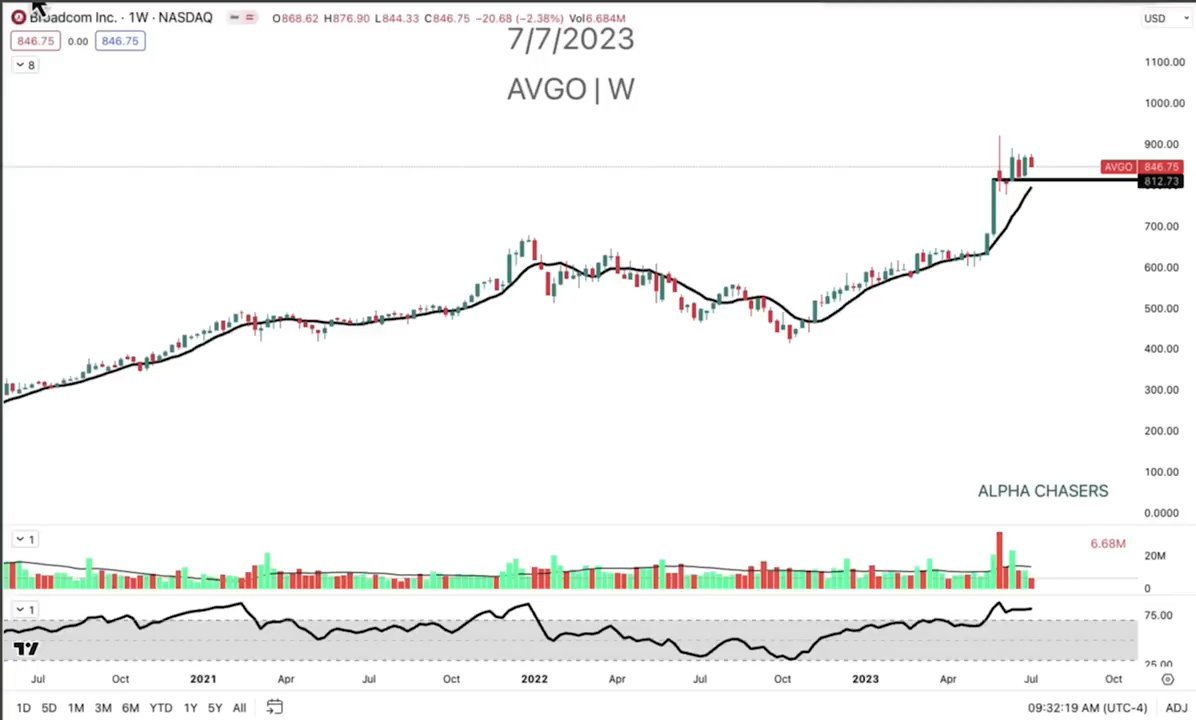 Broadcom Inc. · 1W · NASDAQ O868.62 H876.90 L844.33 C846.75 −20.68 (−2.38%) Vol6.684M
USD
846.75 0.00 846.75
7/7/2023
8
1100.00
AVGO | W
1000.00
900.00
AVGO 846.75
812.73
700.00
600.00
500.00
400.00
300.00
200.00
100.00
ALPHA CHASERS
0.0000
1
6.68M
20M
0
1
75.00
25.00
Jul Oct 2021 Apr Jul Oct 2022 Apr Jul Oct 2023 Apr Jul Oct
1D 5D 1M 3M 6M YTD 1Y 5Y All 09:32:19 AM (UTC-4) ADJ